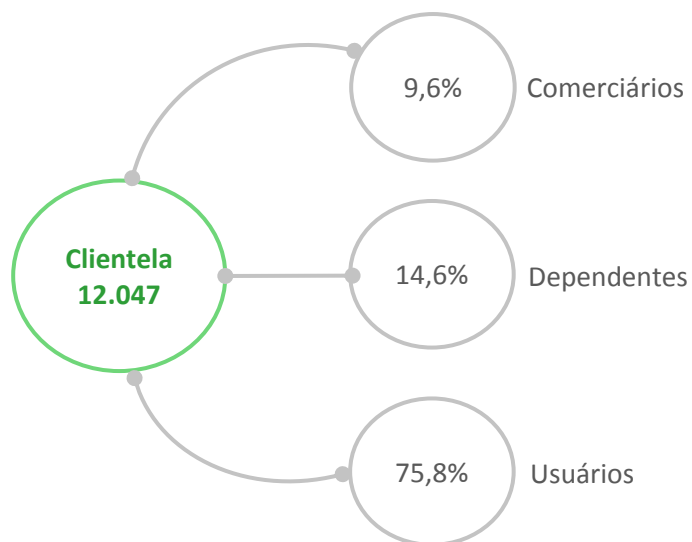 9,6% Comerciários
Clientela
12.047
14,6% Dependentes
75,8% Usuários